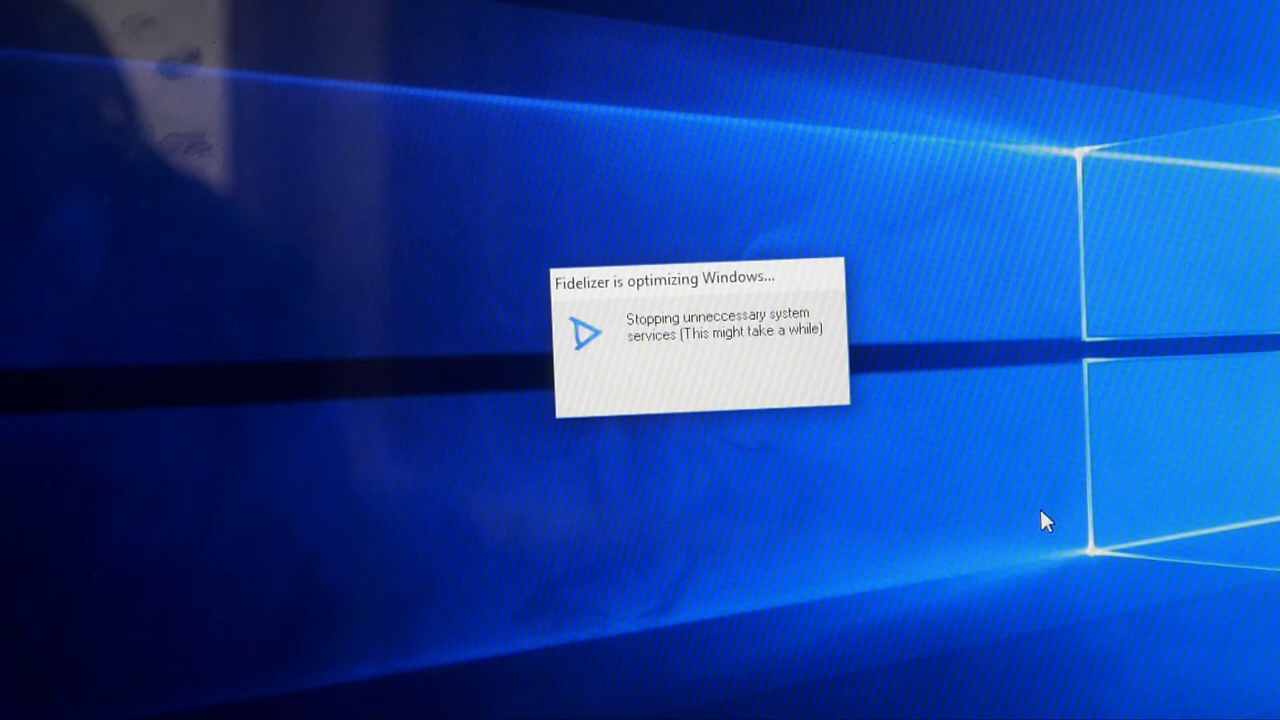 Fidelizer is optimizing Windows...
Stopping unneccessary system
services (This might take a while)